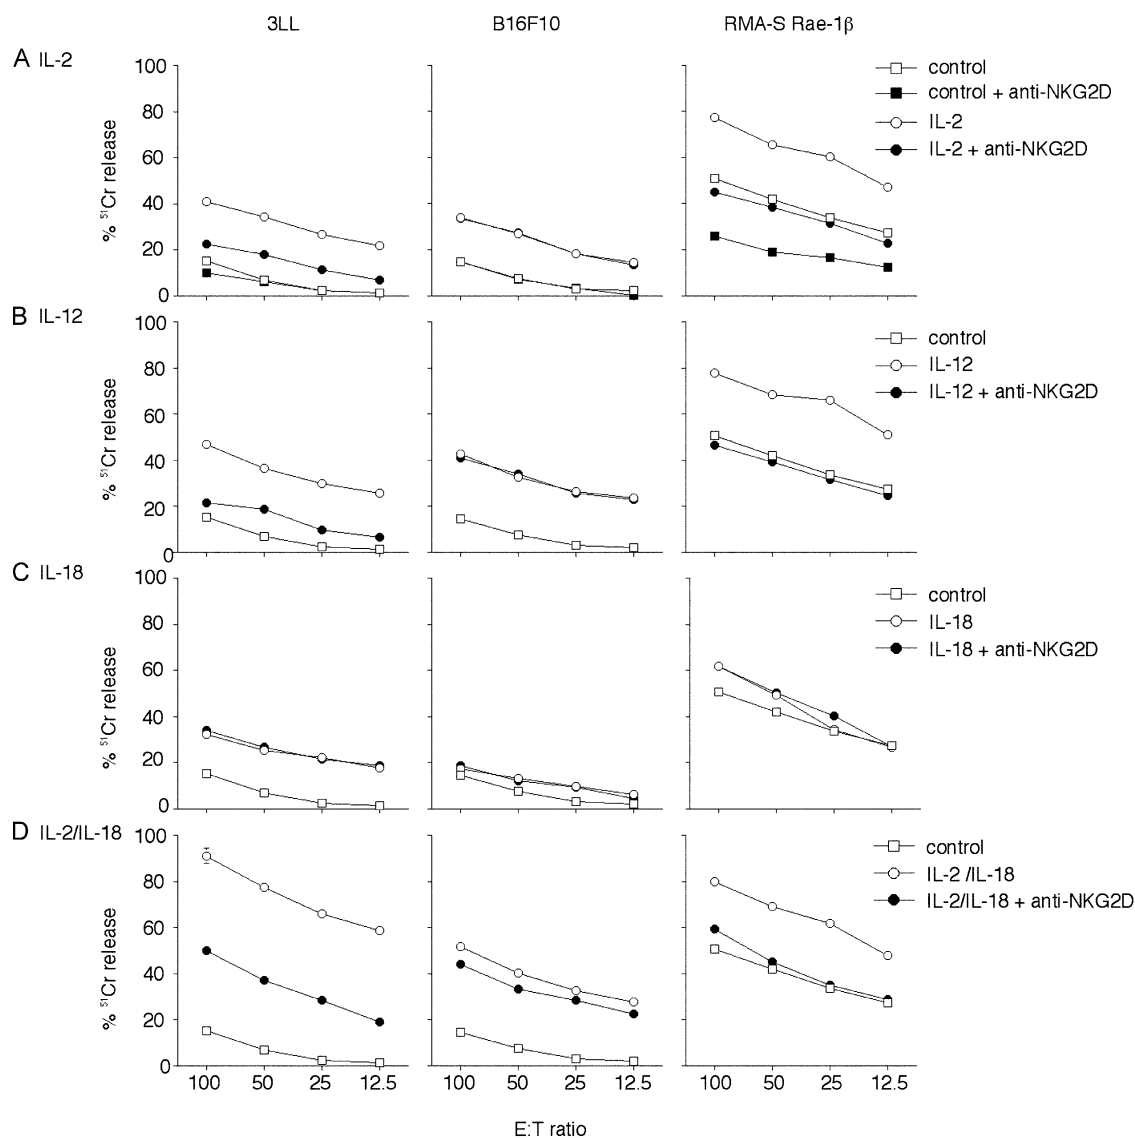 3LL B16F10 RMA-S Rae-1β
A IL-2
% ⁵¹Cr release
100
80
60
40
20
0
control
control + anti-NKG2D
IL-2
IL-2 + anti-NKG2D
B IL-12
% ⁵¹Cr release
100
80
60
40
20
0
control
IL-12
IL-12 + anti-NKG2D
C IL-18
% ⁵¹Cr release
100
80
60
40
20
0
control
IL-18
IL-18 + anti-NKG2D
D IL-2/IL-18
% ⁵¹Cr release
100
80
60
40
20
0
control
IL-2 /IL-18
IL-2/IL-18 + anti-NKG2D
100 50 25 12.5 100 50 25 12.5 100 50 25 12.5
E:T ratio